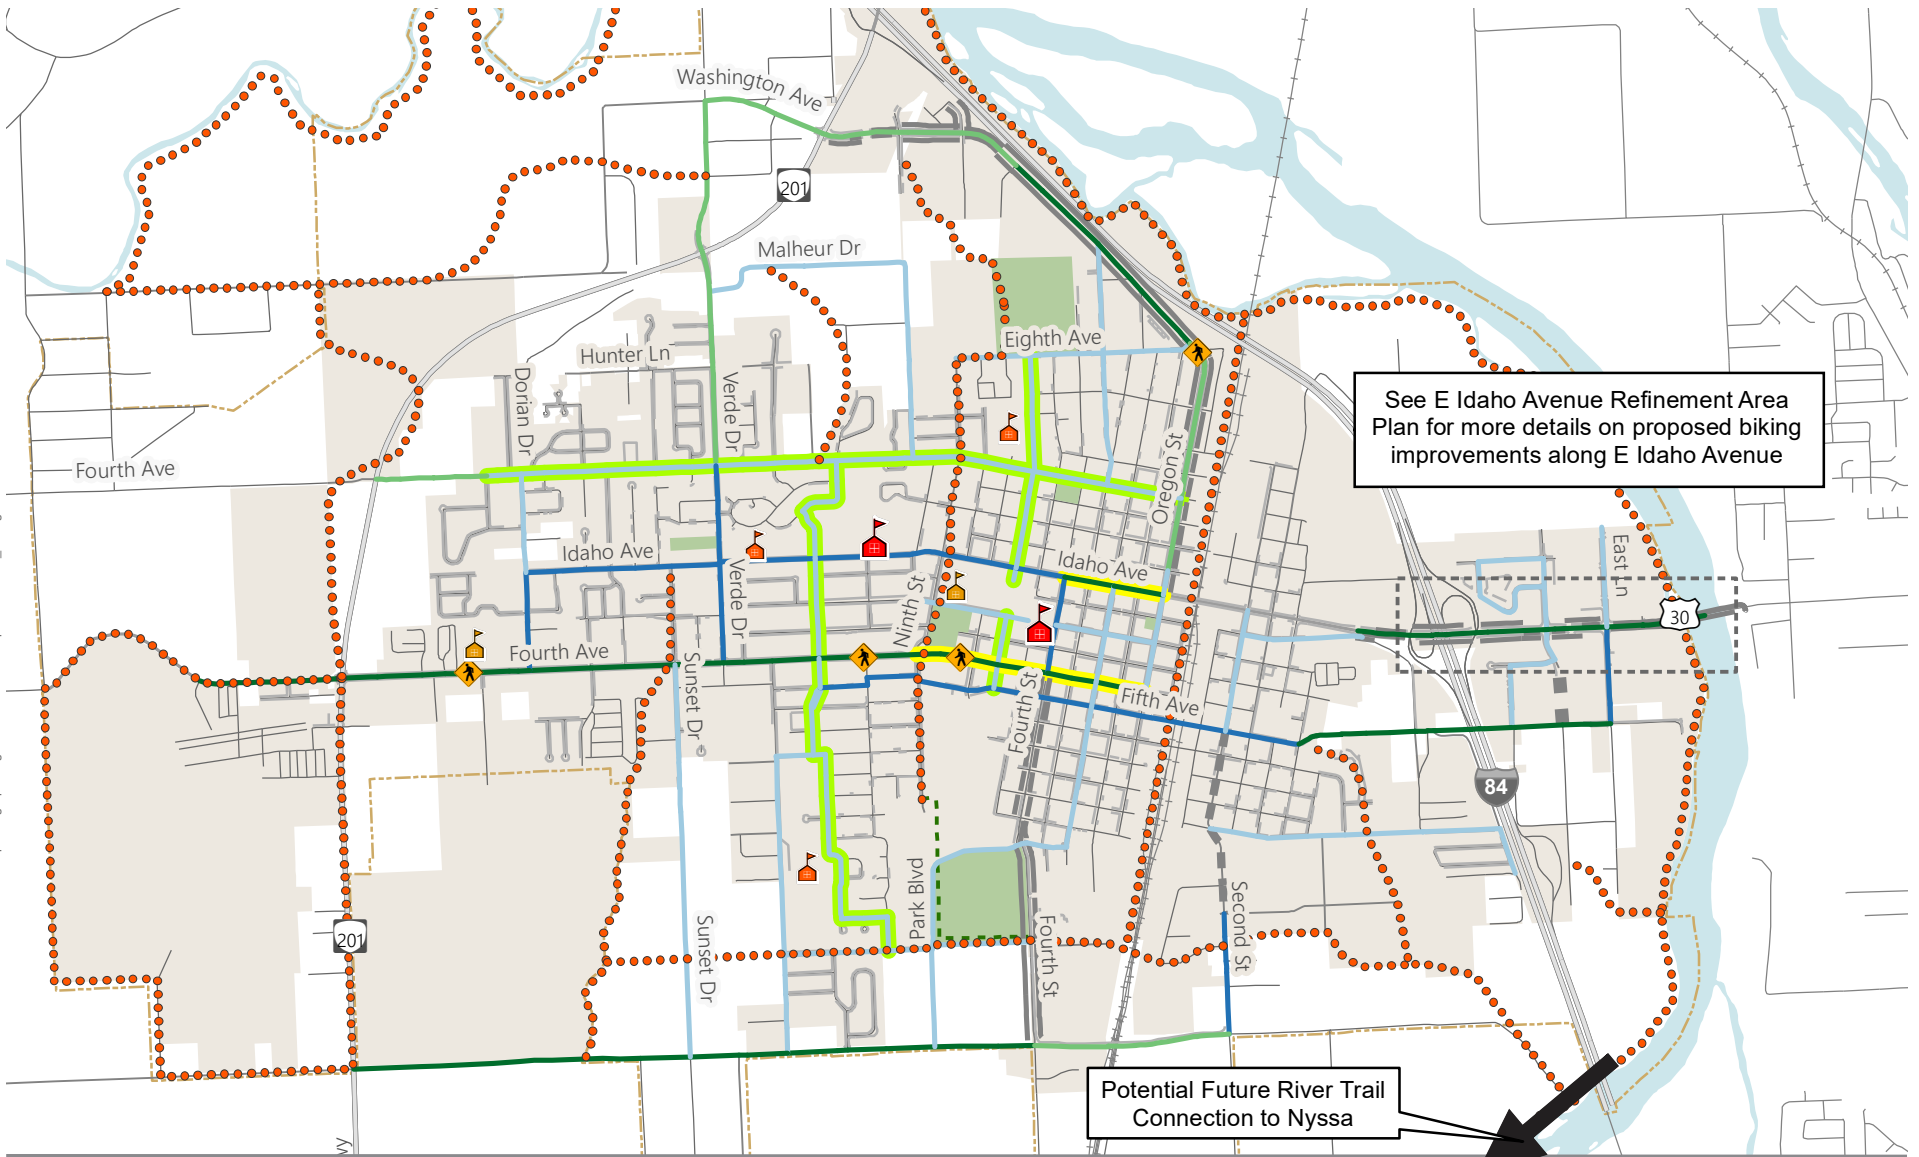 Washington Ave
201
Malheur Dr
Hunter Ln
Eighth Ave
Dorian Dr
Verde Dr
See E Idaho Avenue Refinement Area
Plan for more details on proposed biking
improvements along E Idaho Avenue
Fourth Ave
Oregon St
Idaho Ave
Idaho Ave
East Ln
Verde Dr
Ninth St
30
Fourth Ave
Sunset Dr
Fourth St
Fifth Ave
84
Park Blvd
201
Sunset Dr
Fourth St
Second St
Potential Future River Trail
Connection to Nyssa